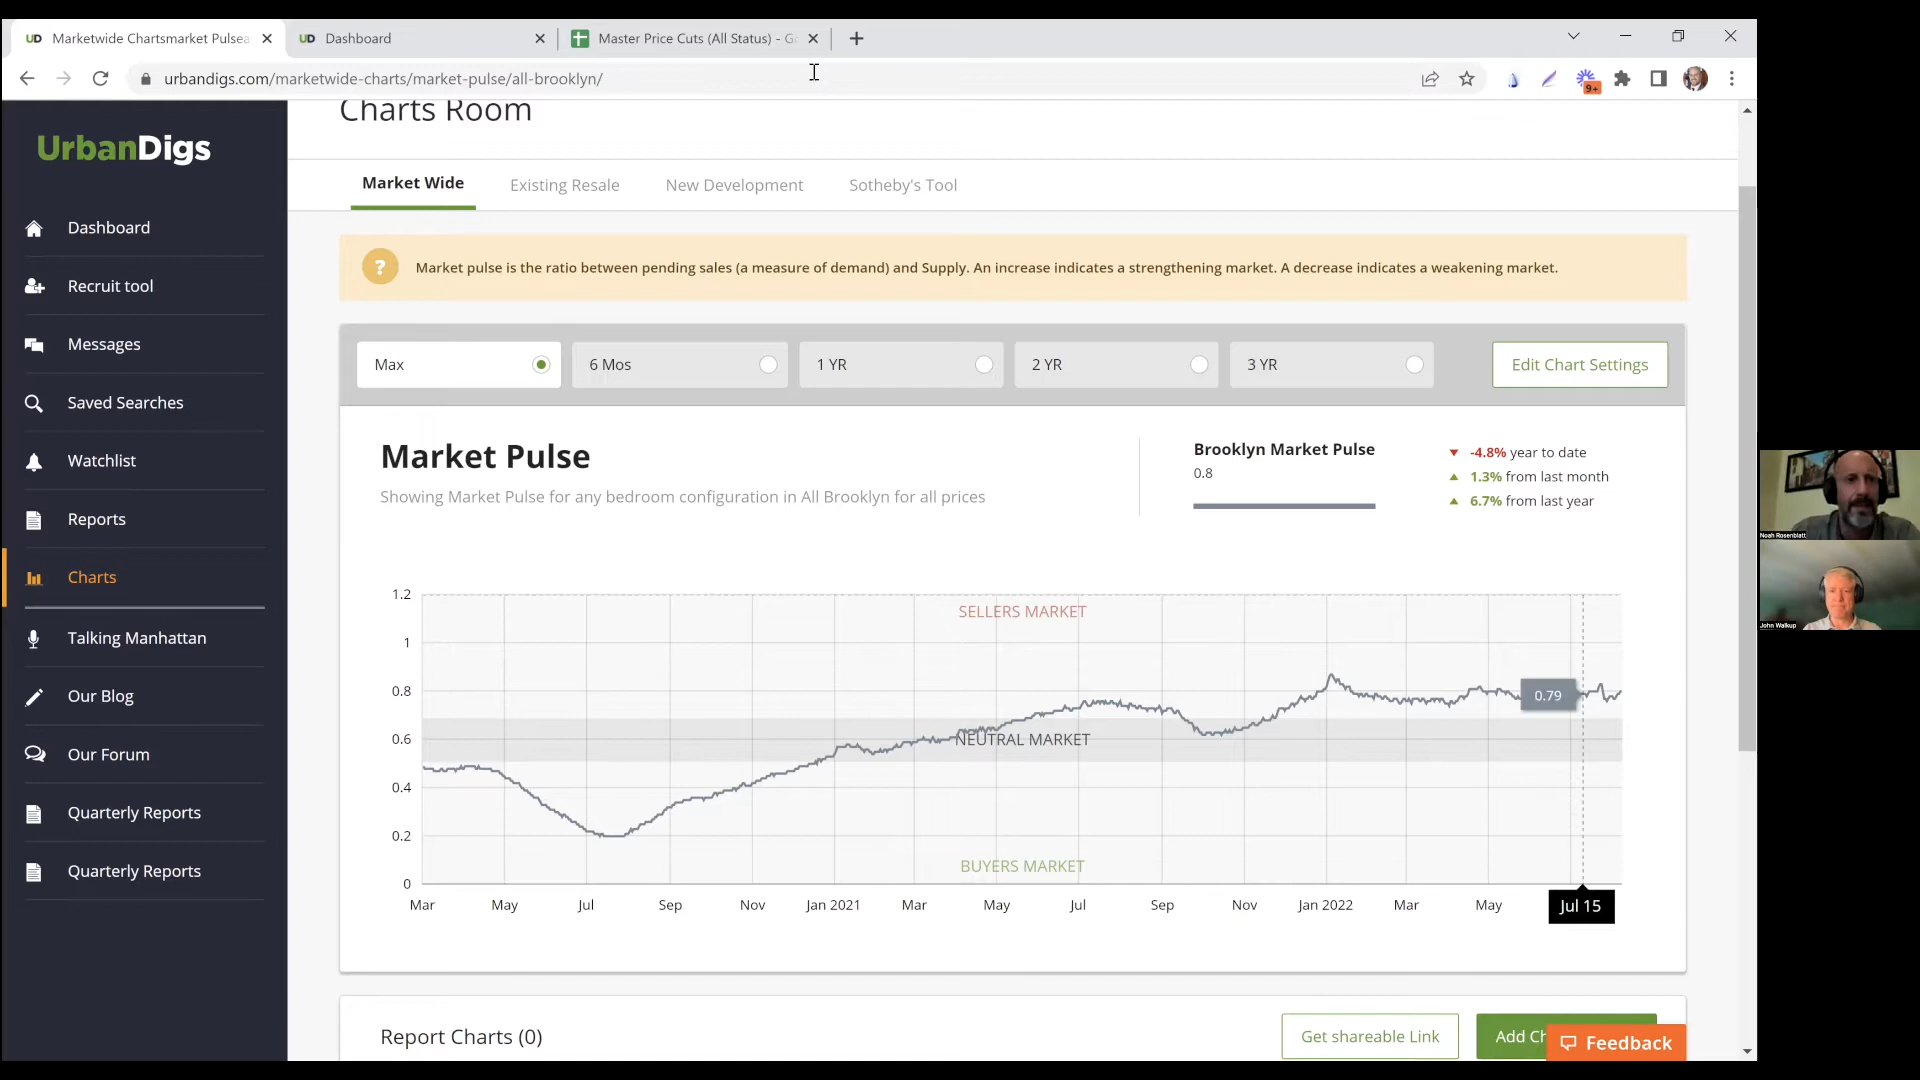 Marketwide Chartsmarket Pulsea
Dashboard
Master Price Cuts (All Status) - G
urbandigs.com/marketwide-charts/market-pulse/all-brooklyn/
9+
UrbanDigs
Dashboard
Recruit tool
Messages
Saved Searches
Watchlist
Reports
Charts
Talking Manhattan
Our Blog
Our Forum
Quarterly Reports
Quarterly Reports
Charts Room
Market Wide
Existing Resale
New Development
Sotheby's Tool
? Market pulse is the ratio between pending sales (a measure of demand) and Supply. An increase indicates a strengthening market. A decrease indicates a weakening market.
Max
6 Mos
1 YR
2 YR
3 YR
Edit Chart Settings
Market Pulse
Showing Market Pulse for any bedroom configuration in All Brooklyn for all prices
Brooklyn Market Pulse
0.8
-4.8% year to date
1.3% from last month
6.7% from last year
1.2
1
0.8
0.6
0.4
0.2
0
SELLERS MARKET
NEUTRAL MARKET
BUYERS MARKET
0.79
Mar
May
Jul
Sep
Nov
Jan 2021
Mar
May
Jul
Sep
Nov
Jan 2022
Mar
May
Jul 15
Report Charts (0)
Get shareable Link
Add Ch
Feedback
Noah Rosenblatt
John Walkup